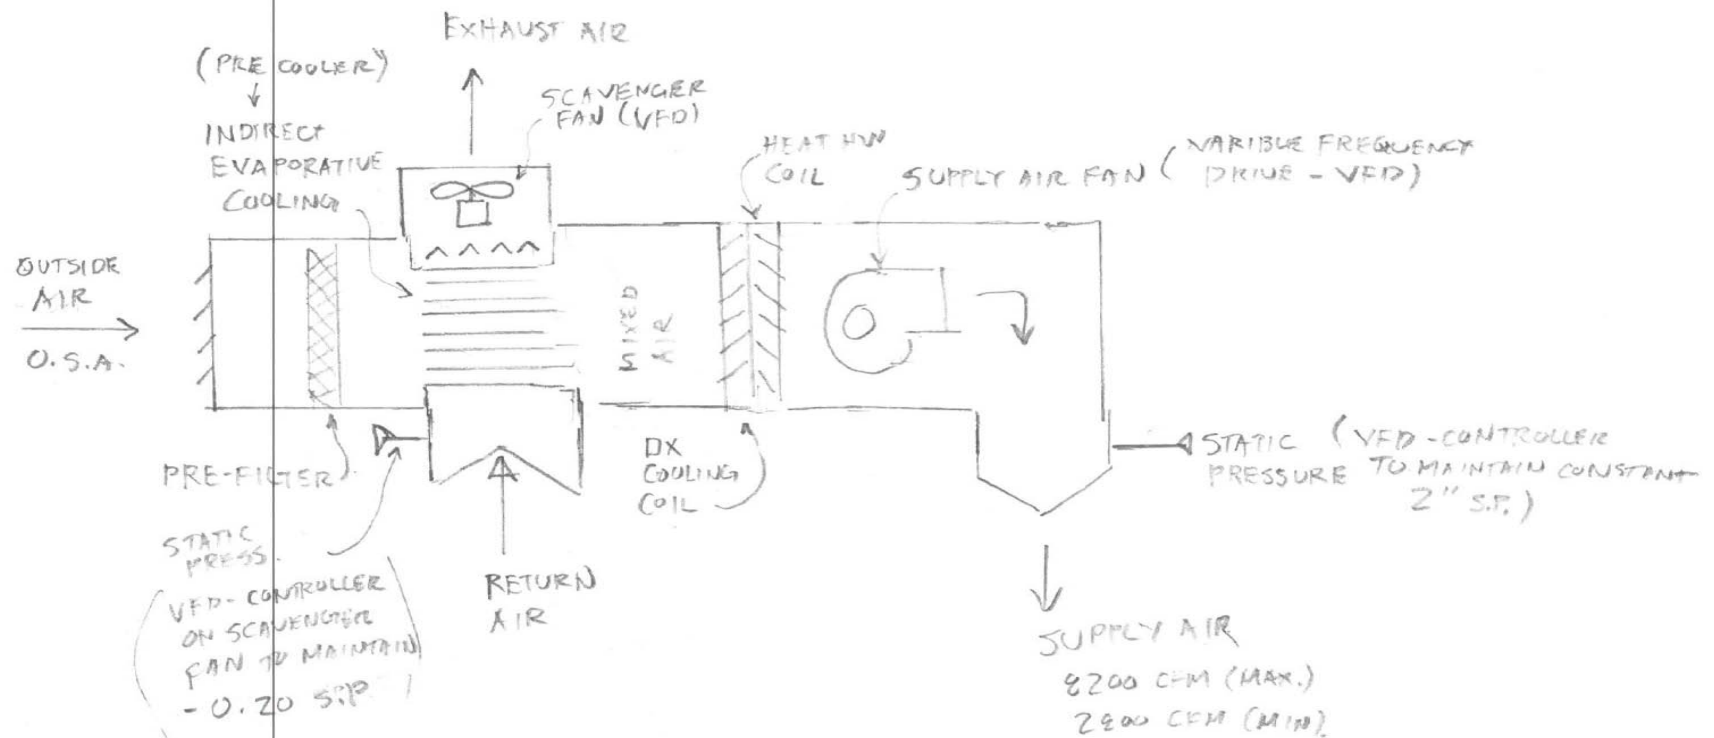 EXHAUST AIR
(PRE COOLER)
INDIRECT
EVAPORATIVE
COOLING
SCAVENGER
FAN (VFD)
HEAT HW
COIL
SUPPLY AIR FAN (VARIBLE FREQUENCY
DRIVE - VFD)
OUTSIDE
AIR
O.S.A.
MIXED
AIR
PRE-FILTER
DX
COOLING
COIL
STATIC
PRESSURE
(VFD-CONTROLLER
TO MAINTAIN CONSTANT
2" S.P.)
STATIC
PRESS.
(VFD-CONTROLLER
ON SCAVENGER
FAN TO MAINTAIN
-0.20 S.P.)
RETURN
AIR
SUPPLY AIR
8200 CFM (MAX.)
2800 CFM (MIN).